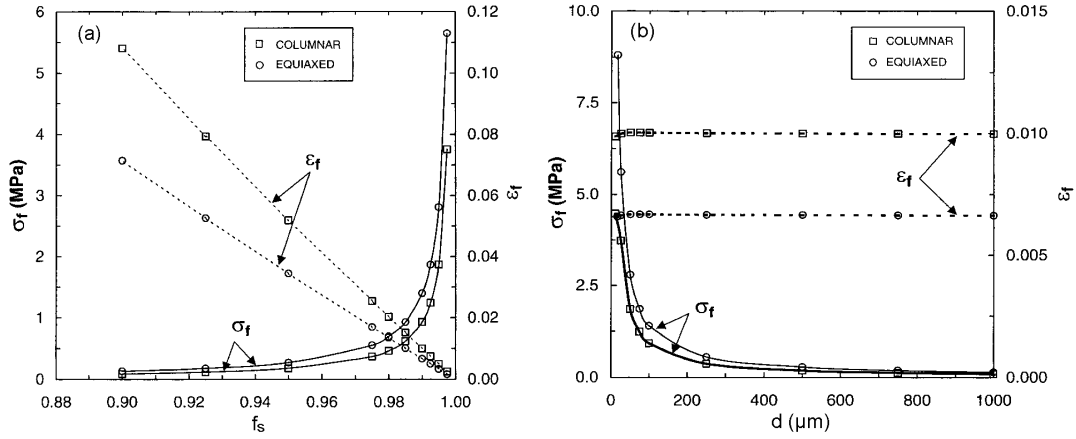 (a)
COLUMNAR
EQUIAXED
εf
σf
σf (MPa)
6
5
4
3
2
1
0
0.12
0.10
0.08
0.06
0.04
0.02
0.00
εf
0.88 0.90 0.92 0.94 0.96 0.98 1.00
fs
(b)
COLUMNAR
EQUIAXED
εf
σf
σf (MPa)
10.0
7.5
5.0
2.5
0.0
0.015
0.010
0.005
0.000
εf
0 200 400 600 800 1000
d (µm)